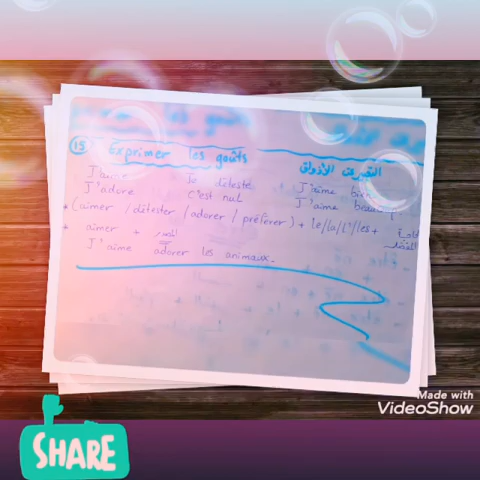 15 Exprimer les goûts التعبير عن الأذواق
J'aime Je déteste J'aime bien
J'adore c'est nul J'aime beaucoup
+ (aimer / détester / adorer / préférer) + le/la/l'/les +
+ aimer + المصدر
J'aime adorer les animaux.
Made with
VideoShow
SHARE